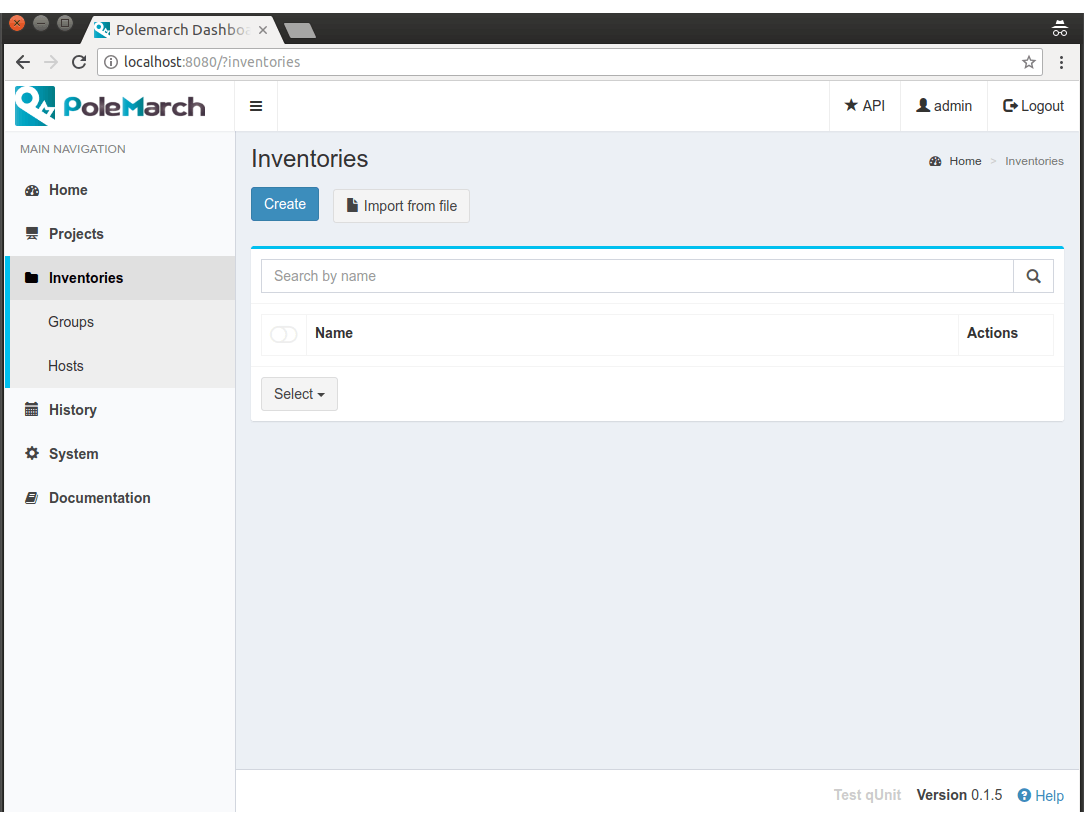 Polemarch Dashboa
localhost:8080/?inventories
PoleMarch
API
admin
Logout
MAIN NAVIGATION
Home
Projects
Inventories
Groups
Hosts
History
System
Documentation
Inventories
Home > Inventories
Create
Import from file
Search by name
Name
Actions
Select
Test qUnit Version 0.1.5 Help